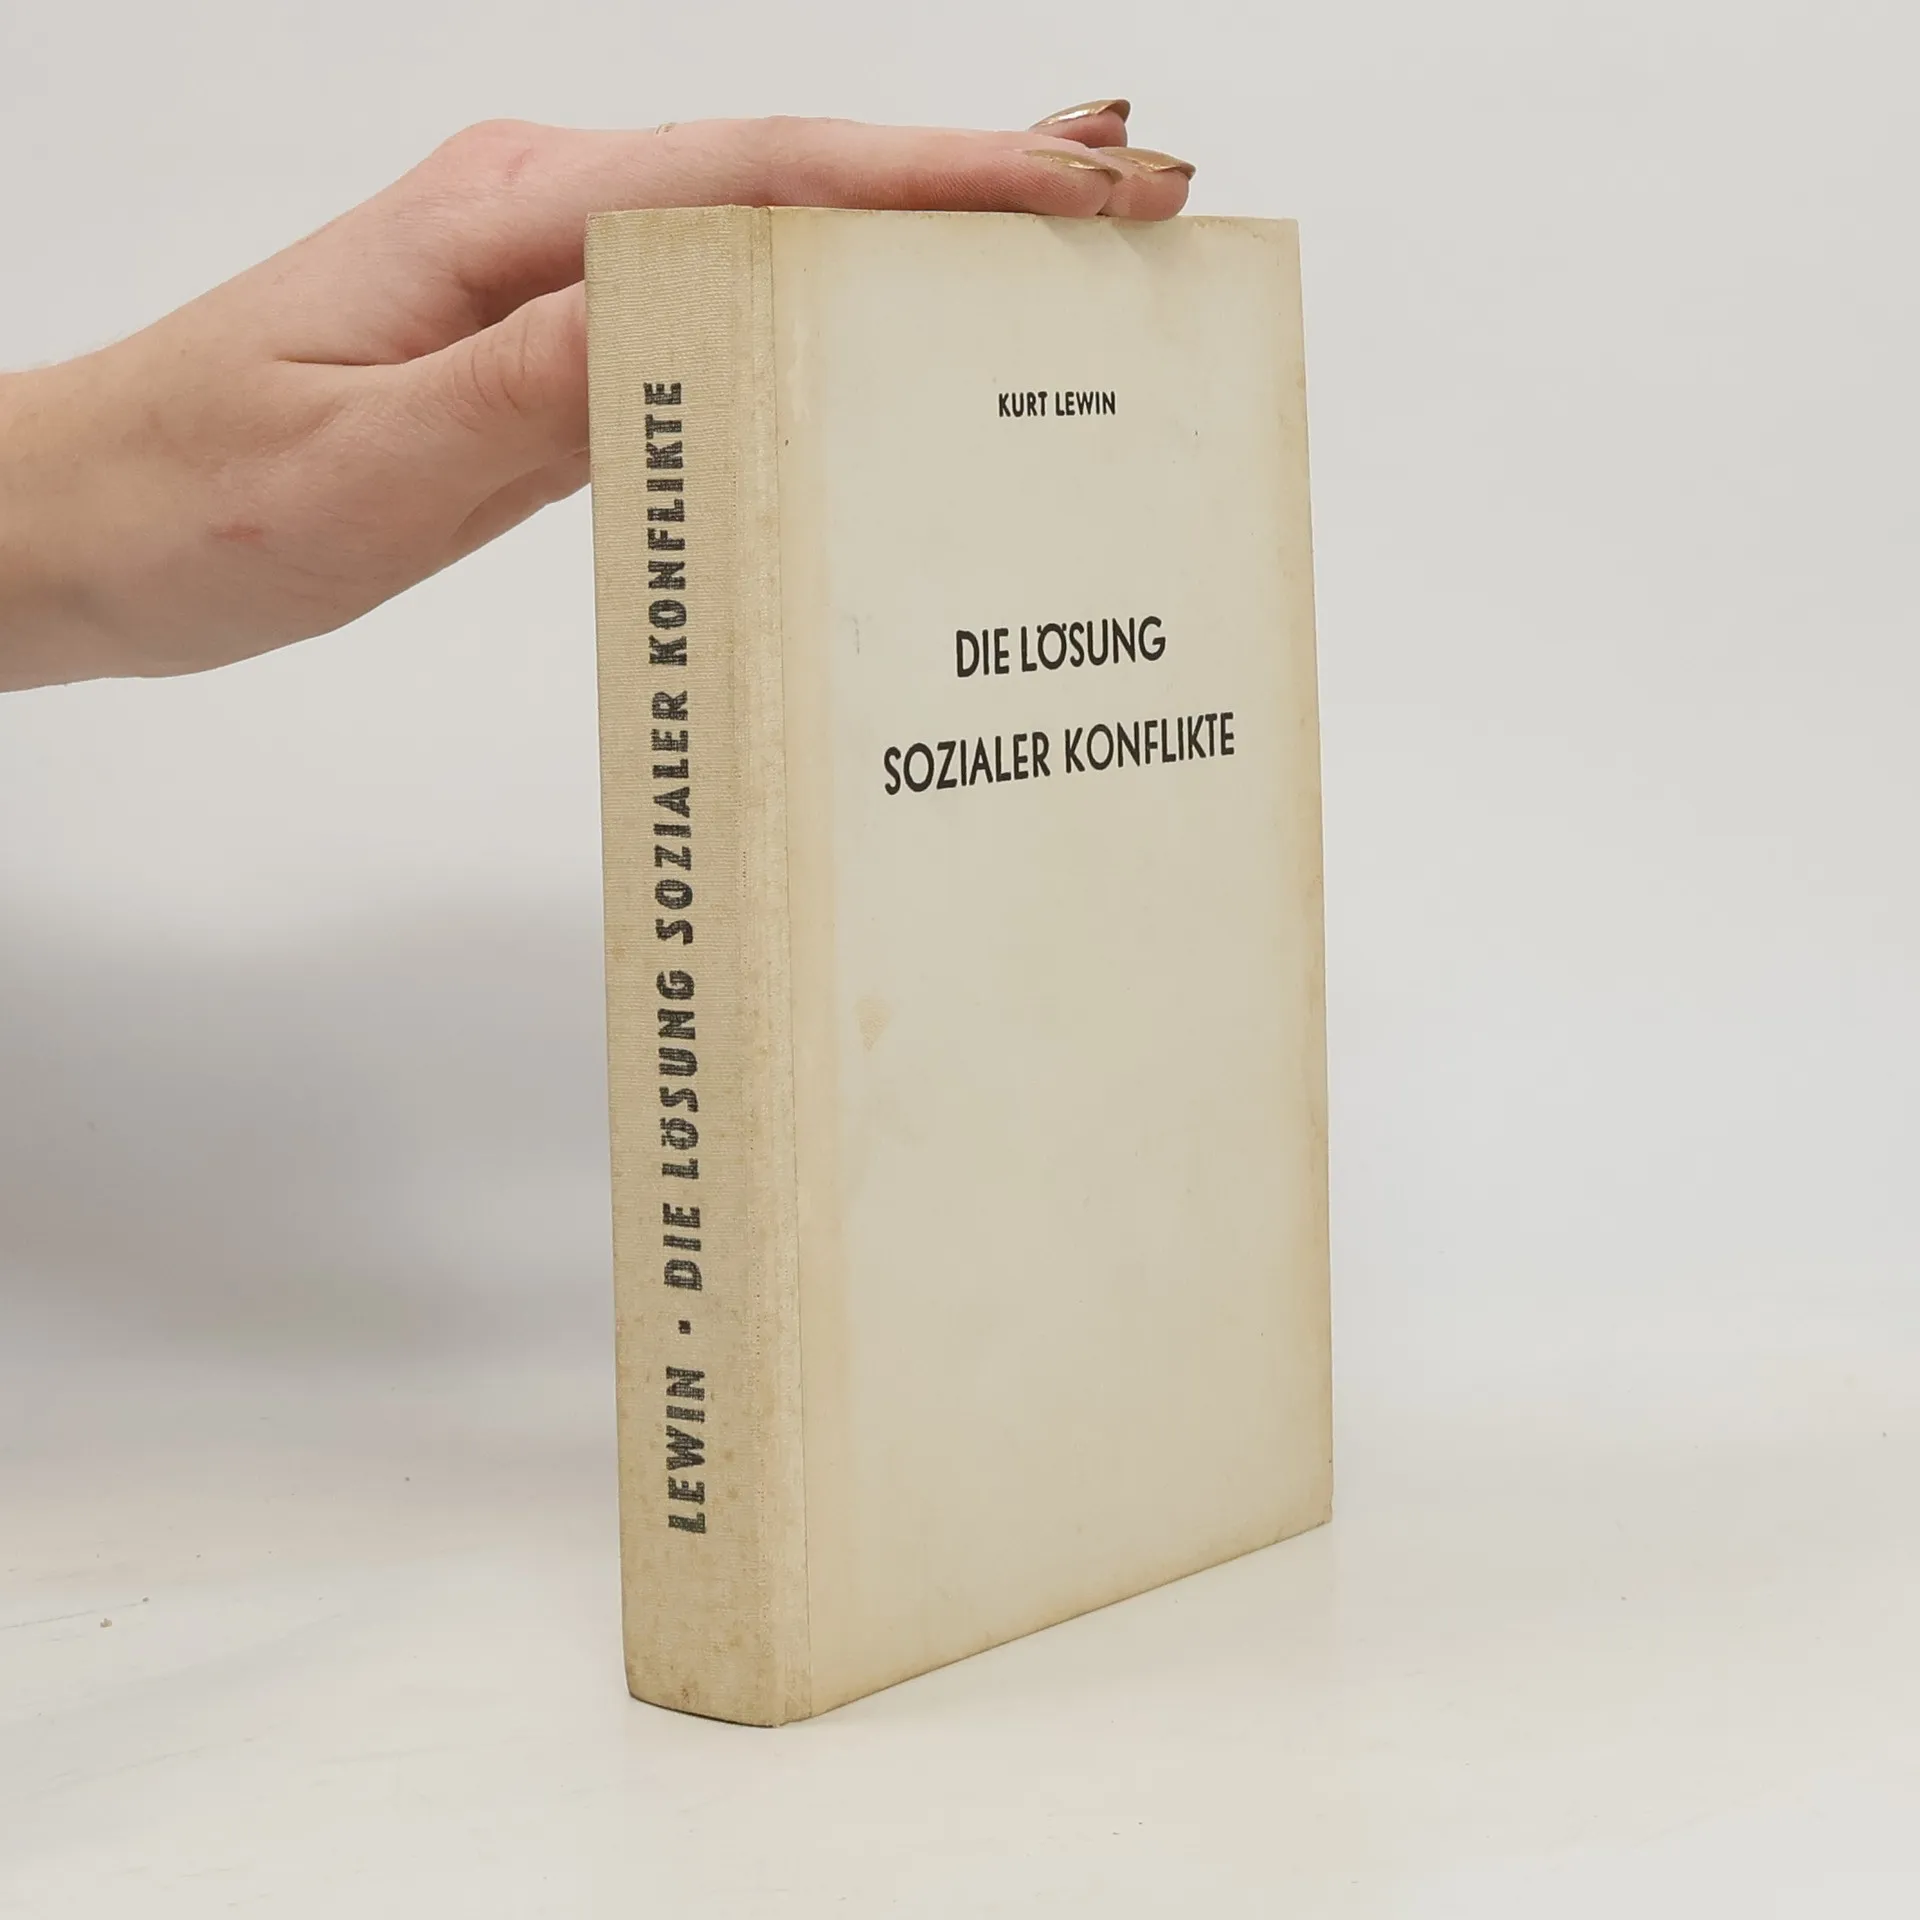 LEWIN · DIE LÖSUNG SOZIALER KONFLIKTE
KURT LEWIN
DIE LÖSUNG
SOZIALER KONFLIKTE